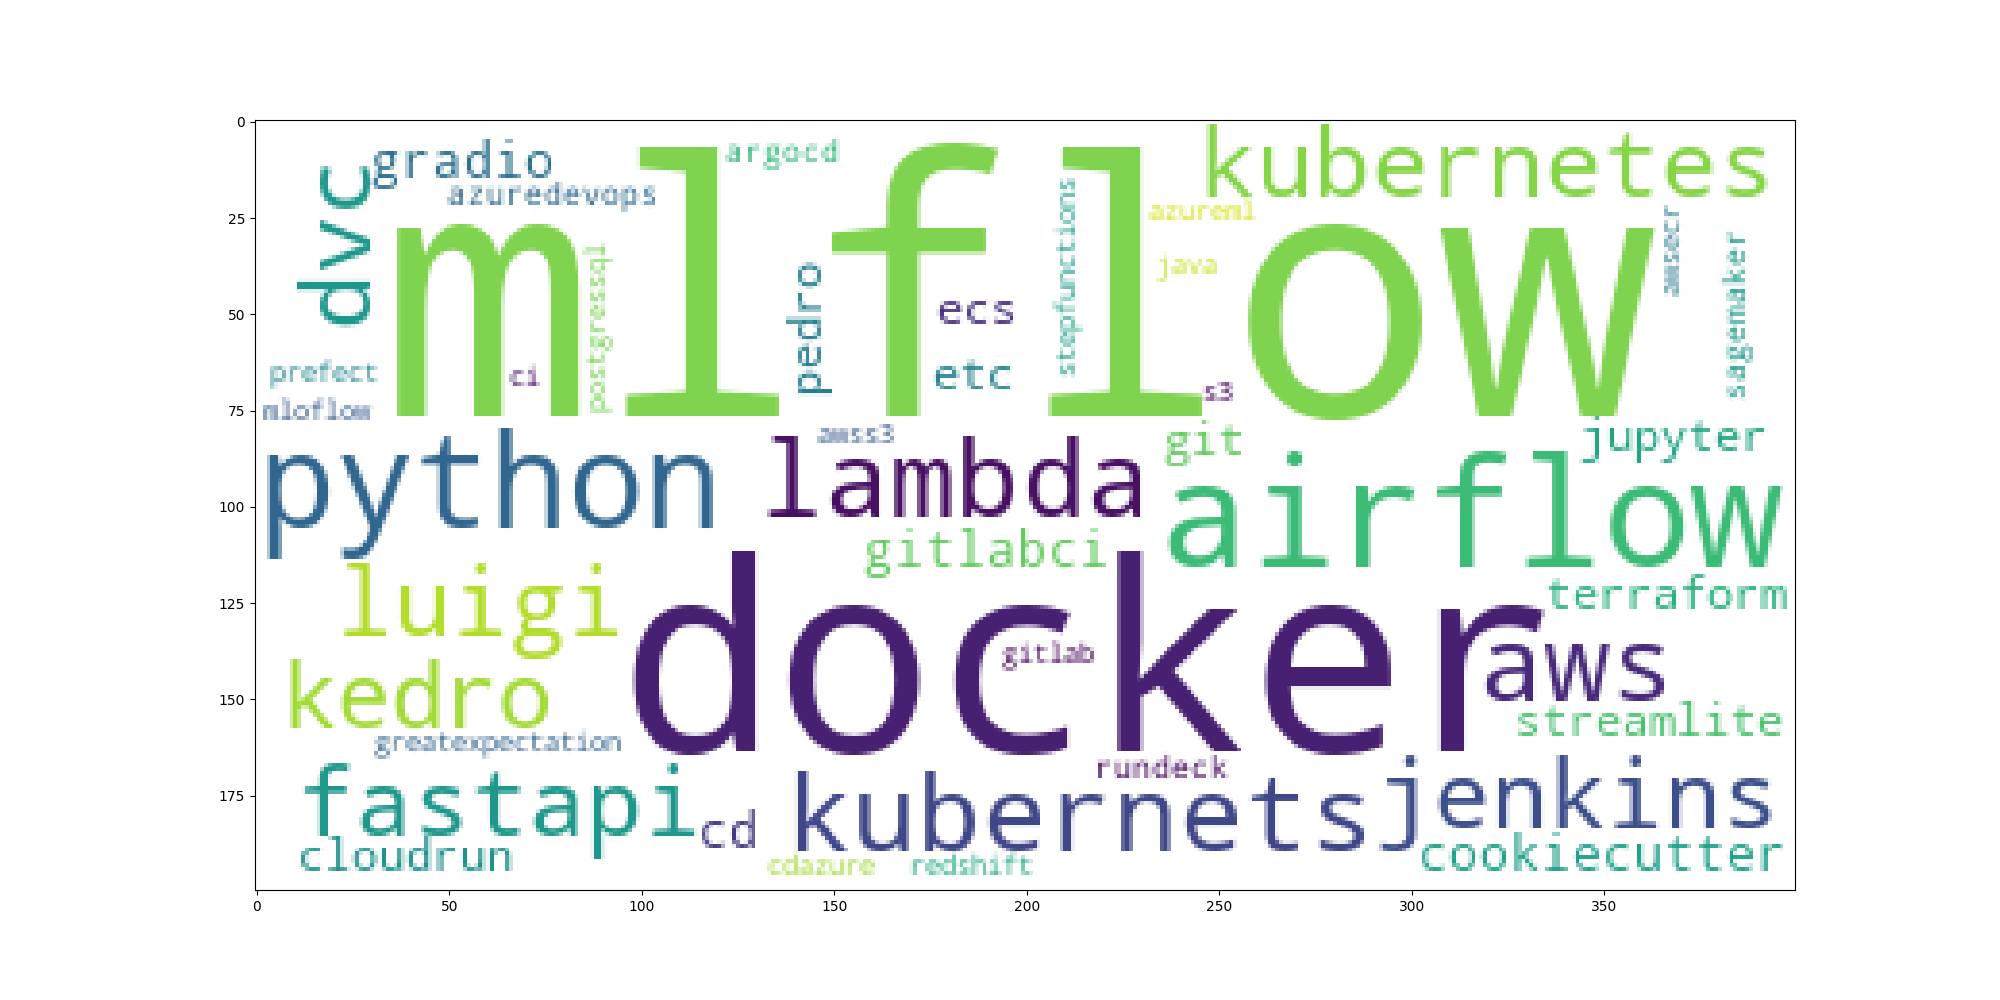 0
25
50
75
100
125
150
175
gradio
argocd
kubernetes
dvc
azuredevops
mlflow
stepfunctions
azureml
awsecr
sagemaker
postgressql
java
pedro
ecs
prefect
ci
etc
s3
mloflow
awss3
git
jupyter
python
lambda
airflow
gitlabci
luigi
docker
terraform
gitlab
aws
kedro
streamlite
greatexpectation
rundeck
fastapi
cd
kubernets
jenkins
cloudrun
cdazure
redshift
cookiecutter
0 50 100 150 200 250 300 350